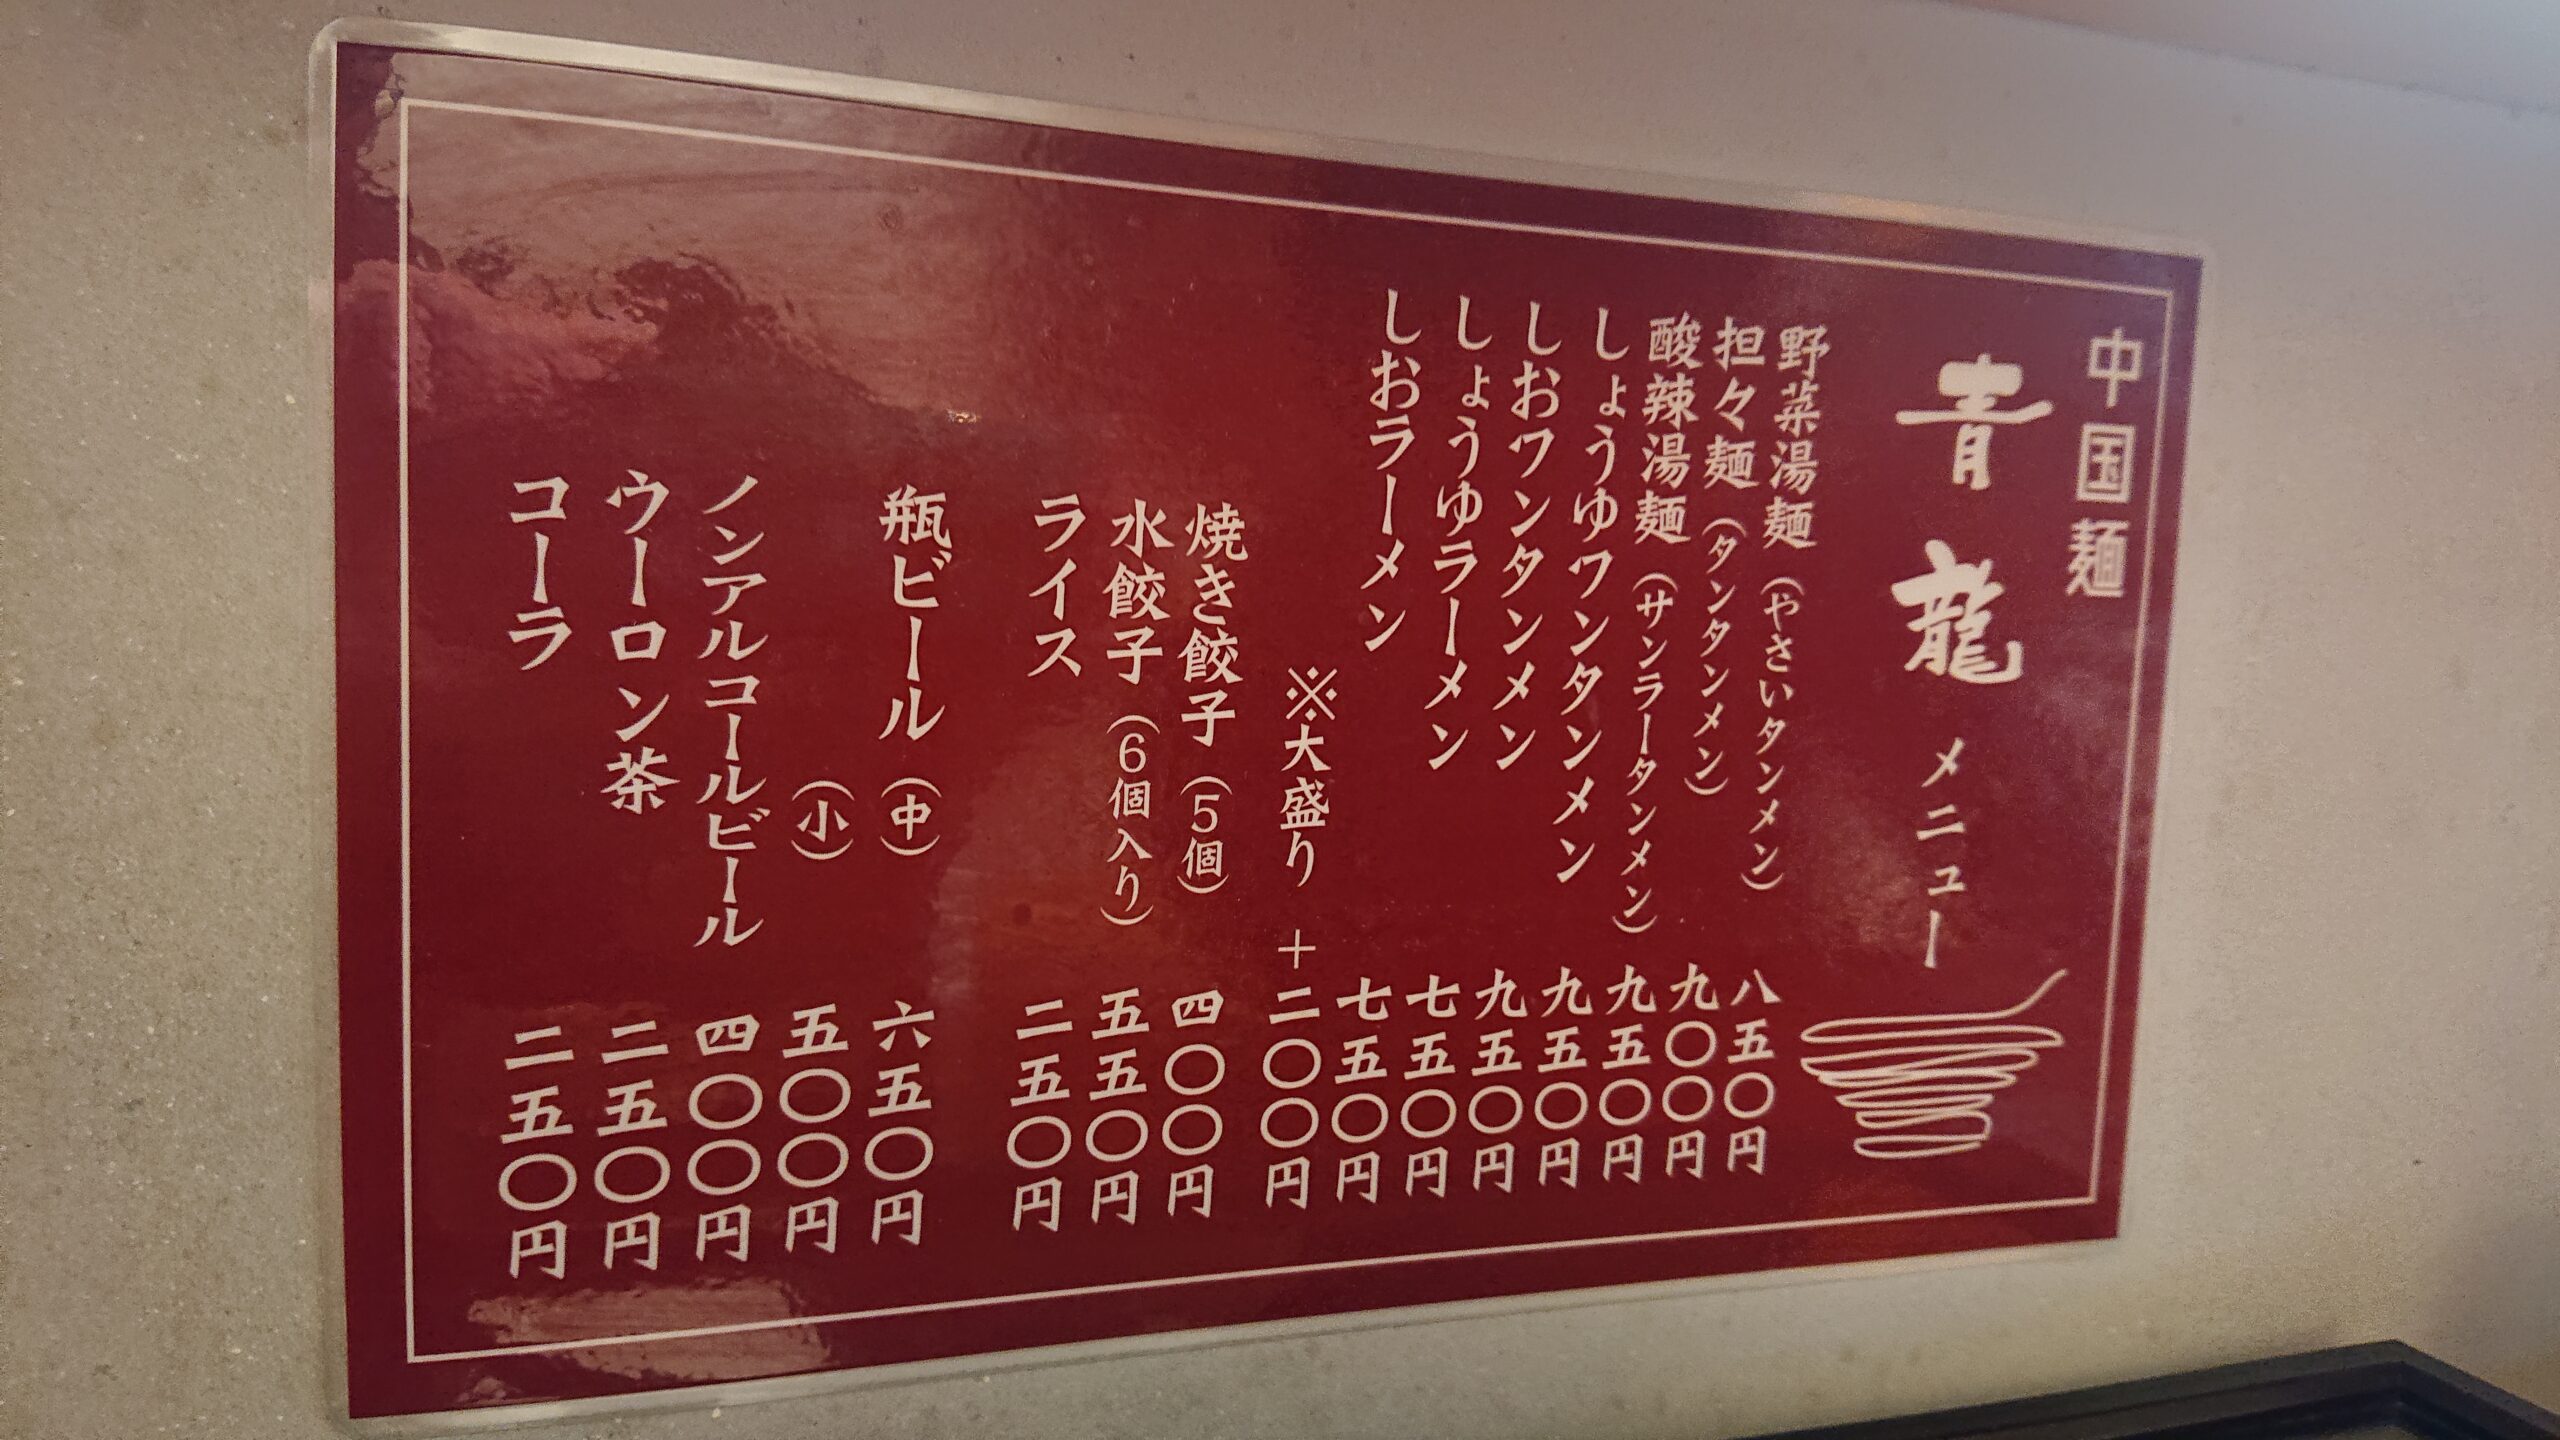 中国麺
青龍 メニュー
野菜湯麺（やさいタンメン） 八五〇円
担々麺（タンタンメン） 九〇〇円
酸辣湯麺（サンラータンメン） 九五〇円
しょうゆワンタンメン 九五〇円
しおワンタンメン 九五〇円
しょうゆラーメン 七五〇円
しおラーメン 七五〇円
※大盛り ＋二〇〇円
焼き餃子（5個） 四〇〇円
水餃子（6個入り） 五五〇円
ライス 二五〇円
瓶ビール（中） 六五〇円
（小） 五〇〇円
ノンアルコールビール 四〇〇円
ウーロン茶 二五〇円
コーラ 二五〇円